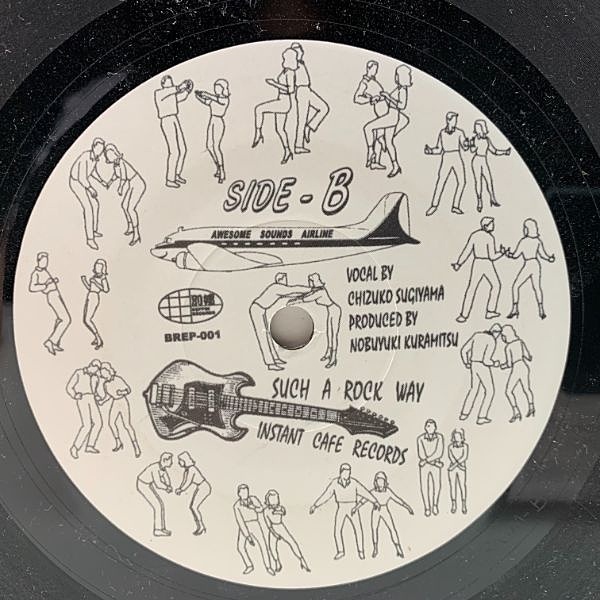 SIDE - B
AWESOME SOUNDS AIRLINE
VOCAL BY
CHIZUKO SUGIYAMA
PRODUCED BY
NOBUYUKI KURAMITSU
BREP-001
SUCH A ROCK WAY
INSTANT CAFE RECORDS